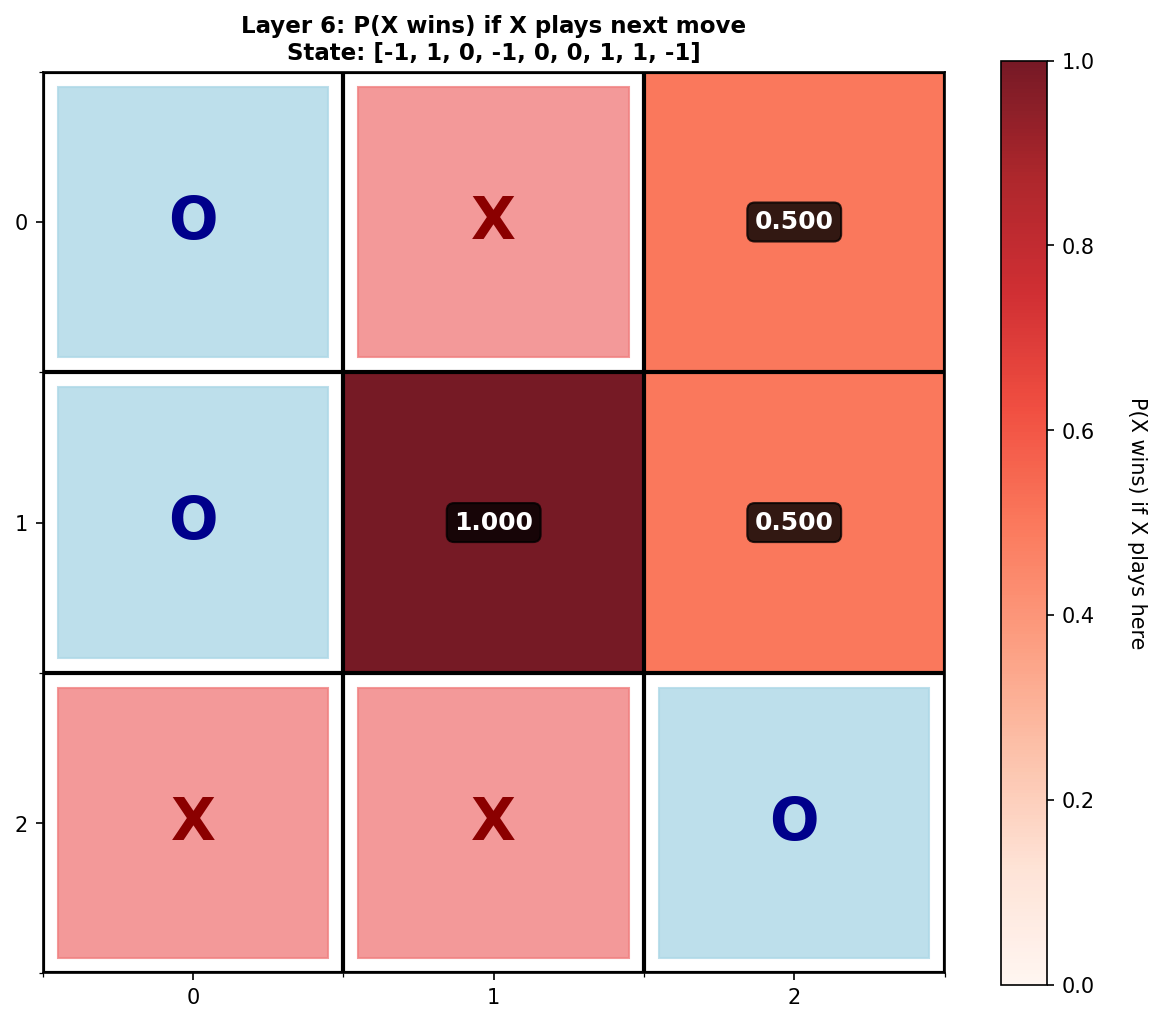 Layer 6: P(X wins) if X plays next move
State: [-1, 1, 0, -1, 0, 0, 1, 1, -1]
0
O
X
0.500
1
O
1.000
0.500
2
X
X
O
0
1
2
1.0
0.8
0.6
0.4
0.2
0.0
P(X wins) if X plays here